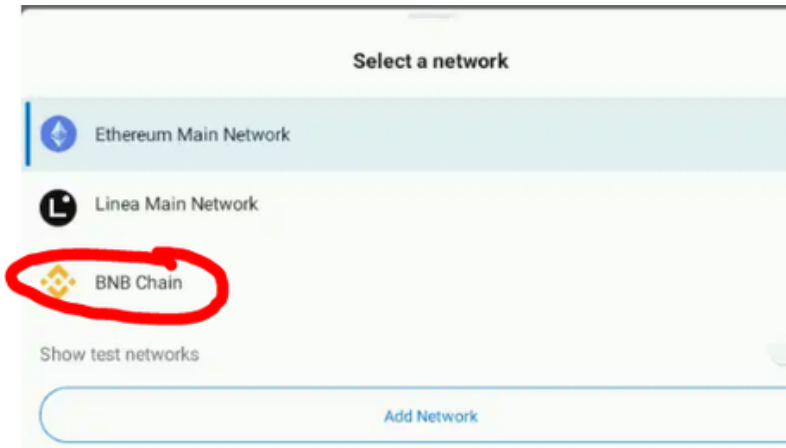 Select a network
Ethereum Main Network
Linea Main Network
BNB Chain
Show test networks
Add Network